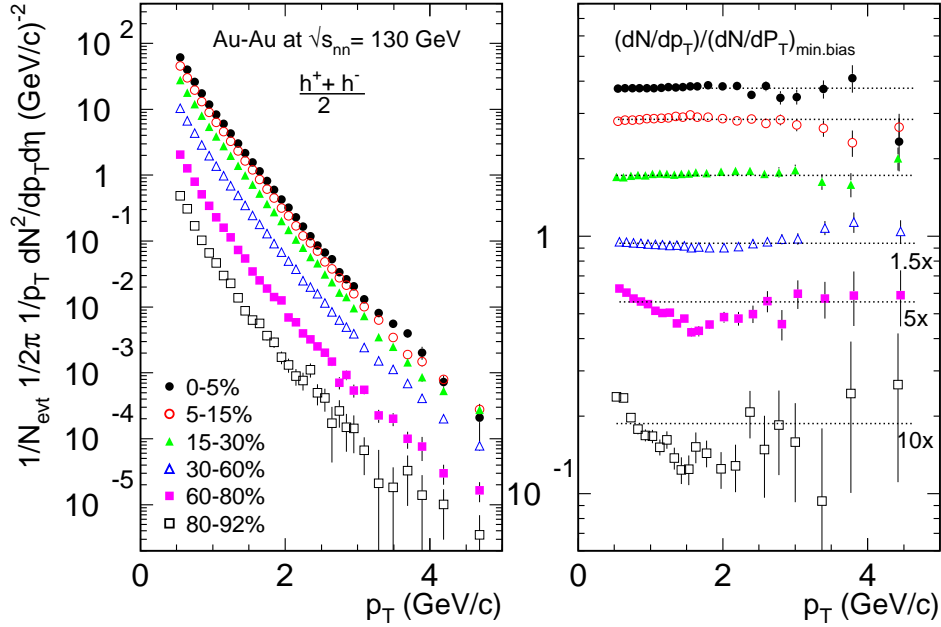 1/N_evt 1/2π 1/p_T dN²/dp_Tdη (GeV/c)⁻²
10²
10
1
10⁻¹
10⁻²
10⁻³
10⁻⁴
10⁻⁵
Au-Au at √s_nn = 130 GeV
h⁺ + h⁻
2
0-5%
5-15%
15-30%
30-60%
60-80%
80-92%
0 2 4
p_T (GeV/c)
(dN/dp_T)/(dN/dP_T)_min.bias
1
10⁻¹
1.5x
5x
10x
0 2 4
p_T (GeV/c)